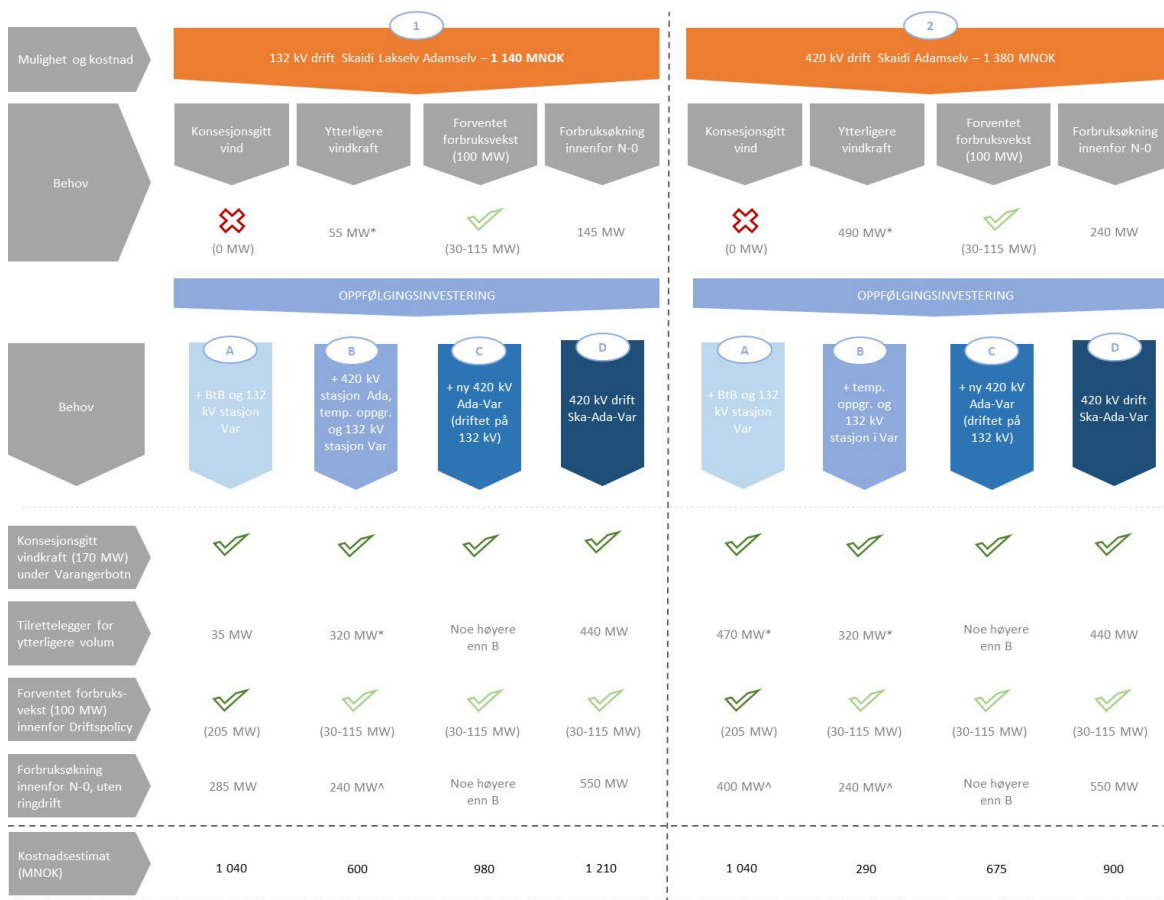 1
2
Mulighet og kostnad
132 kV drift Skaidi Lakselv Adamselv – 1 140 MNOK
420 kV drift Skaidi Adamselv – 1 380 MNOK
Behov
Konsesjonsgitt
vind
Ytterligere
vindkraft
Forventet
forbruksvekst
(100 MW)
Forbruksøkning
innenfor N-0
Konsesjonsgitt
vind
Ytterligere
vindkraft
Forventet
forbruksvekst
(100 MW)
Forbruksøkning
innenfor N-0
(0 MW)
55 MW*
(30-115 MW)
145 MW
(0 MW)
490 MW*
(30-115 MW)
240 MW
OPPFØLGINGSINVESTERING
OPPFØLGINGSINVESTERING
Behov
A
+ BtB og 132
kV stasjon
Var
B
+ 420 kV
stasjon Ada,
temp. oppgr.
og 132 kV
stasjon Var
C
+ ny 420 kV
Ada-Var
(driftet på
132 kV)
D
420 kV drift
Ska-Ada-Var
A
+ BtB og 132
kV stasjon
Var
B
+ temp.
oppgr. og
132 kV
stasjon i Var
C
+ ny 420 kV
Ada-Var
(driftet på
132 kV)
D
420 kV drift
Ska-Ada-Var
Konsesjonsgitt
vindkraft (170 MW)
under Varangerbotn
Tilrettelegger for
ytterligere volum
35 MW
320 MW*
Noe høyere
enn B
440 MW
470 MW*
320 MW*
Noe høyere
enn B
440 MW
Forventet forbruks-
vekst (100 MW)
innenfor Driftspolicy
(205 MW)
(30-115 MW)
(30-115 MW)
(30-115 MW)
(205 MW)
(30-115 MW)
(30-115 MW)
(30-115 MW)
Forbruksøkning
innenfor N-0, uten
ringdrift
285 MW
240 MW^
Noe høyere
enn B
550 MW
400 MW^
240 MW^
Noe høyere
enn B
550 MW
Kostnadsestimat
(MNOK)
1 040
600
980
1 210
1 040
290
675
900